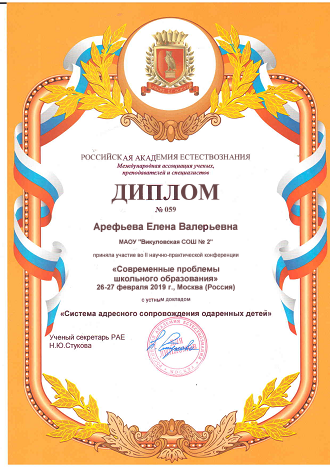 РОССИЙСКАЯ АКАДЕМИЯ ЕСТЕСТВОЗНАНИЯ
Международная ассоциация ученых,
преподавателей и специалистов
ДИПЛОМ
№ 059
Арефьева Елена Валерьевна
МАОУ "Викуловская СОШ № 2"
приняла участие во II научно-практической конференции
«Современные проблемы
школьного образования»
26-27 февраля 2019 г., Москва (Россия)
с устным докладом
«Система адресного сопровождения одаренных детей»
Ученый секретарь РАЕ
Н.Ю.Стукова